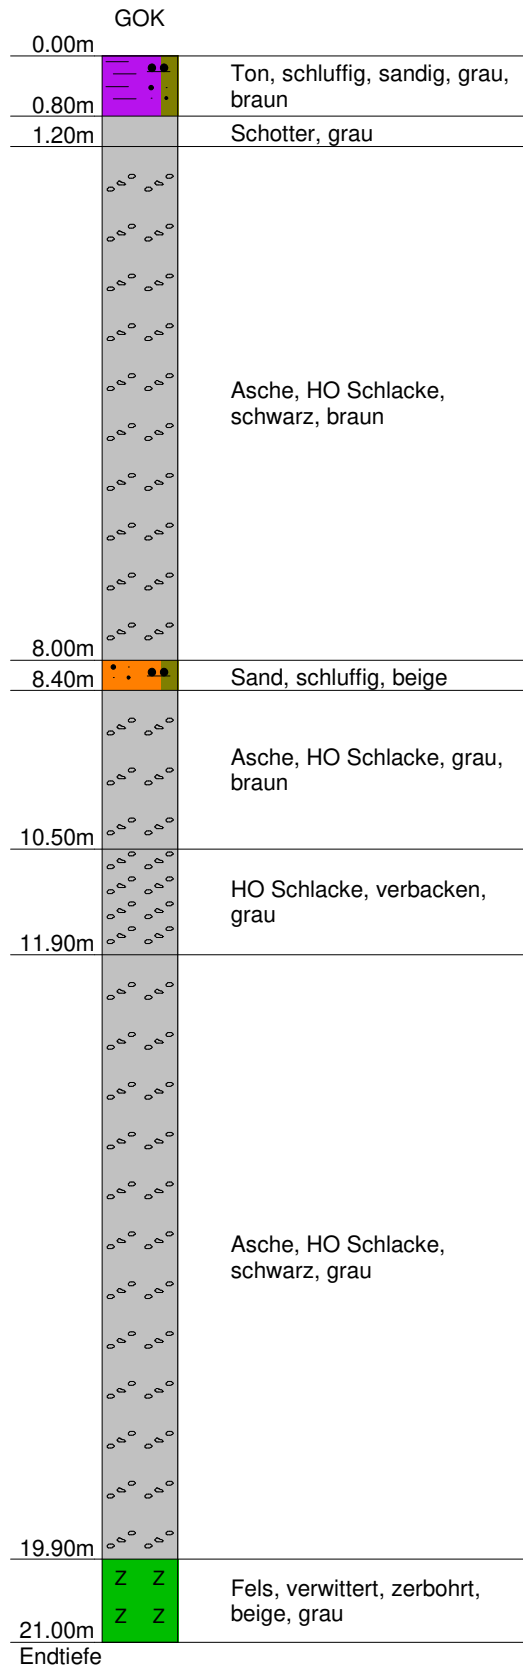 GOK
0.00m
Ton, schluffig, sandig, grau,
braun
0.80m
Schotter, grau
1.20m
Asche, HO Schlacke,
schwarz, braun
8.00m
Sand, schluffig, beige
8.40m
Asche, HO Schlacke, grau,
braun
10.50m
HO Schlacke, verbacken,
grau
11.90m
Asche, HO Schlacke,
schwarz, grau
19.90m
Z Z
Fels, verwittert, zerbohrt,
beige, grau
Z Z
21.00m
Endtiefe